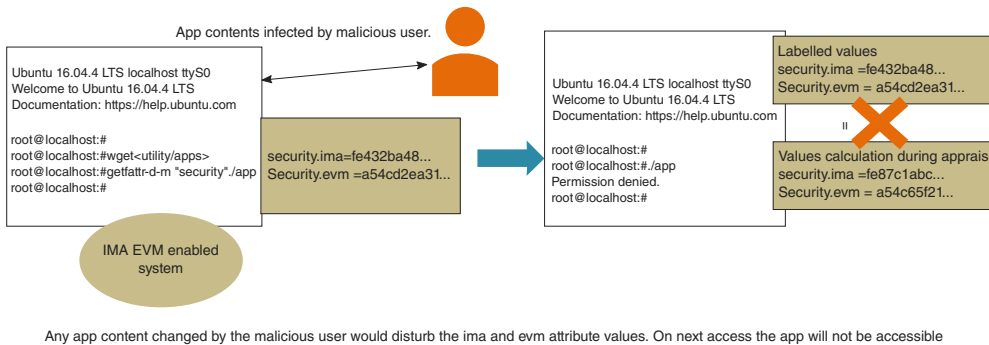 App contents infected by malicious user.
Ubuntu 16.04.4 LTS localhost ttyS0
Welcome to Ubuntu 16.04.4 LTS
Documentation: https://help.ubuntu.com
root@localhost:#
root@localhost:#wget<utility/apps>
root@localhost:#getfattr-d-m "security"./app
root@localhost:#
security.ima=fe432ba48...
Security.evm =a54cd2ea31...
IMA EVM enabled
system
Ubuntu 16.04.4 LTS localhost ttyS0
Welcome to Ubuntu 16.04.4 LTS
Documentation: https://help.ubuntu.com
root@localhost:#
root@localhost:#./app
Permission denied.
root@localhost:#
Labelled values
security.ima =fe432ba48...
Security.evm = a54cd2ea31...
=
Values calculation during apprais
security.ima =fe87c1abc...
Security.evm = a54c65f21...
Any app content changed by the malicious user would disturb the ima and evm attribute values. On next access the app will not be accessible